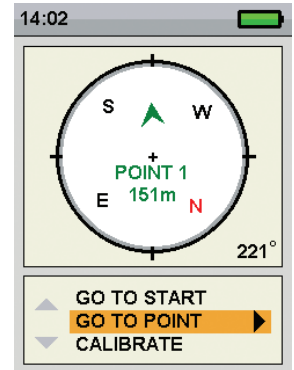 14:02
S W
POINT 1
E 151m N
221°
GO TO START
GO TO POINT
CALIBRATE